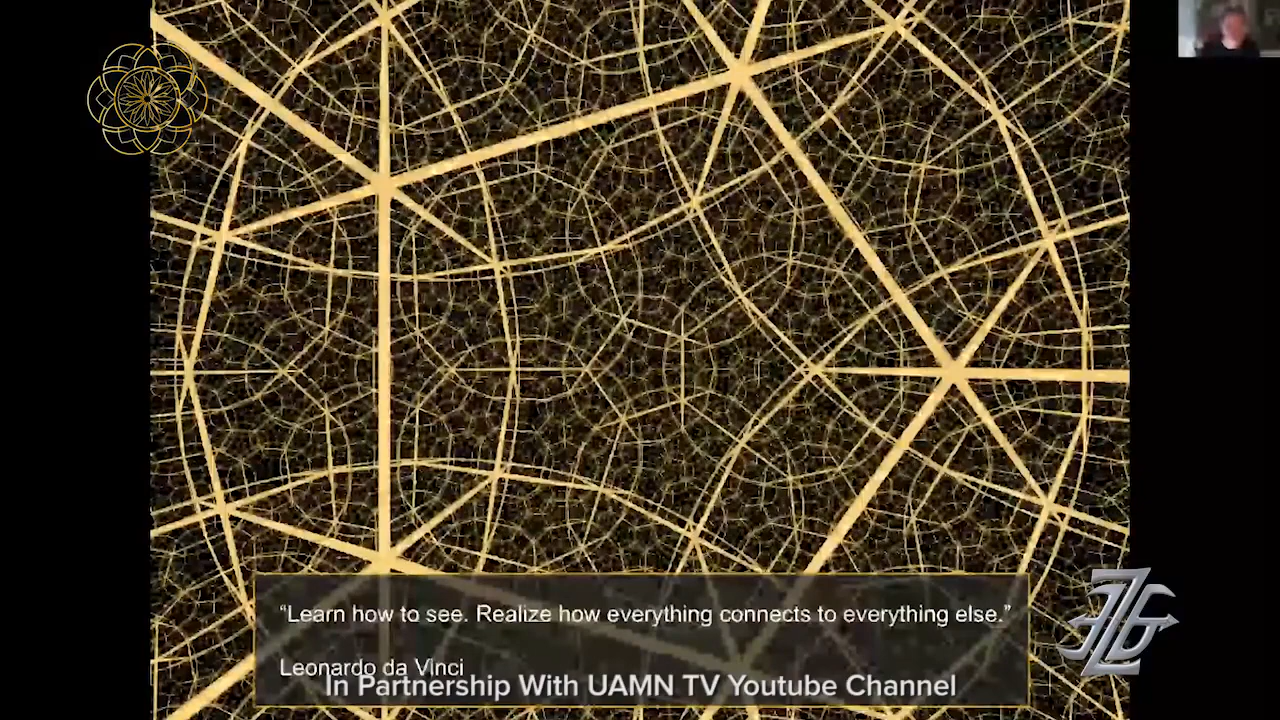 “Learn how to see. Realize how everything connects to everything else.”
Leonardo da Vinci
In Partnership With UAMN TV Youtube Channel